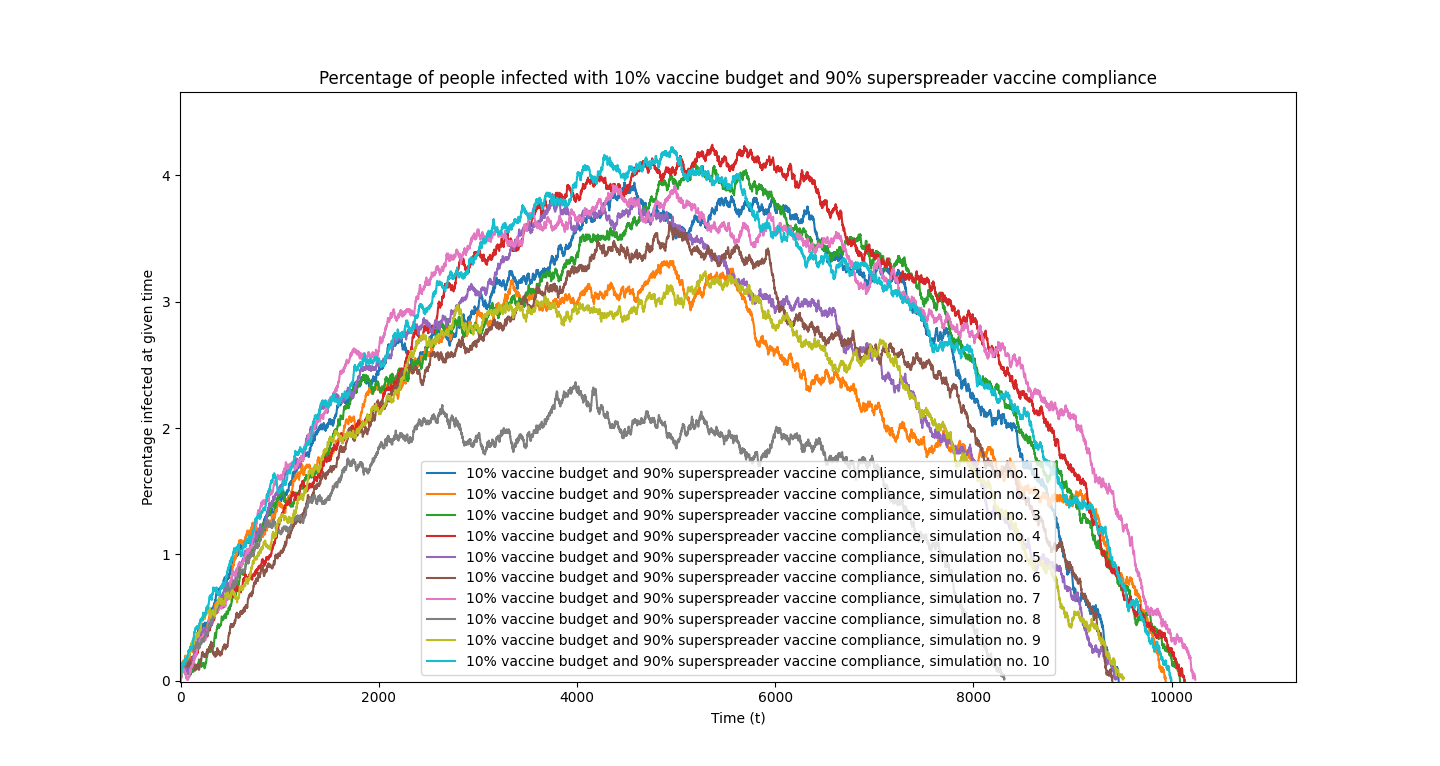 Percentage of people infected with 10% vaccine budget and 90% superspreader vaccine compliance
Percentage infected at given time
4
3
2
1
0
10% vaccine budget and 90% superspreader vaccine compliance, simulation no. 1
10% vaccine budget and 90% superspreader vaccine compliance, simulation no. 2
10% vaccine budget and 90% superspreader vaccine compliance, simulation no. 3
10% vaccine budget and 90% superspreader vaccine compliance, simulation no. 4
10% vaccine budget and 90% superspreader vaccine compliance, simulation no. 5
10% vaccine budget and 90% superspreader vaccine compliance, simulation no. 6
10% vaccine budget and 90% superspreader vaccine compliance, simulation no. 7
10% vaccine budget and 90% superspreader vaccine compliance, simulation no. 8
10% vaccine budget and 90% superspreader vaccine compliance, simulation no. 9
10% vaccine budget and 90% superspreader vaccine compliance, simulation no. 10
0 2000 4000 6000 8000 10000
Time (t)